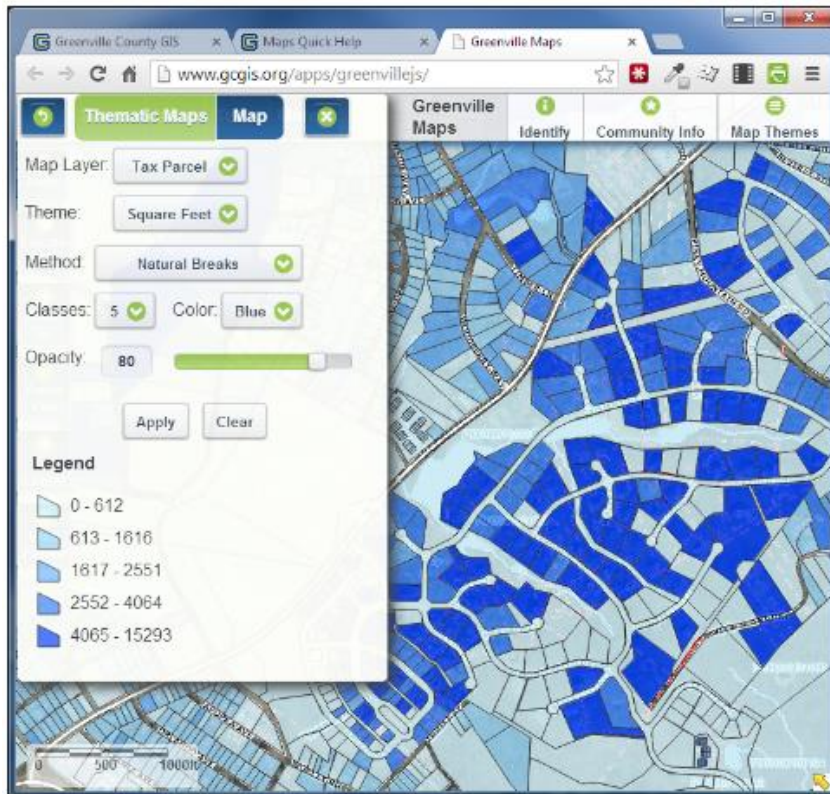 Greenville County GIS
Maps Quick Help
Greenville Maps
www.gcgis.org/apps/greenvillejs/
Thematic Maps
Map
Greenville
Maps
Identify
Community Info
Map Themes
Map Layer:
Tax Parcel
Theme:
Square Feet
Method:
Natural Breaks
Classes:
5
Color:
Blue
Opacity:
80
Apply
Clear
Legend
0 - 612
613 - 1616
1617 - 2551
2552 - 4064
4065 - 15293
0
500
1000ft